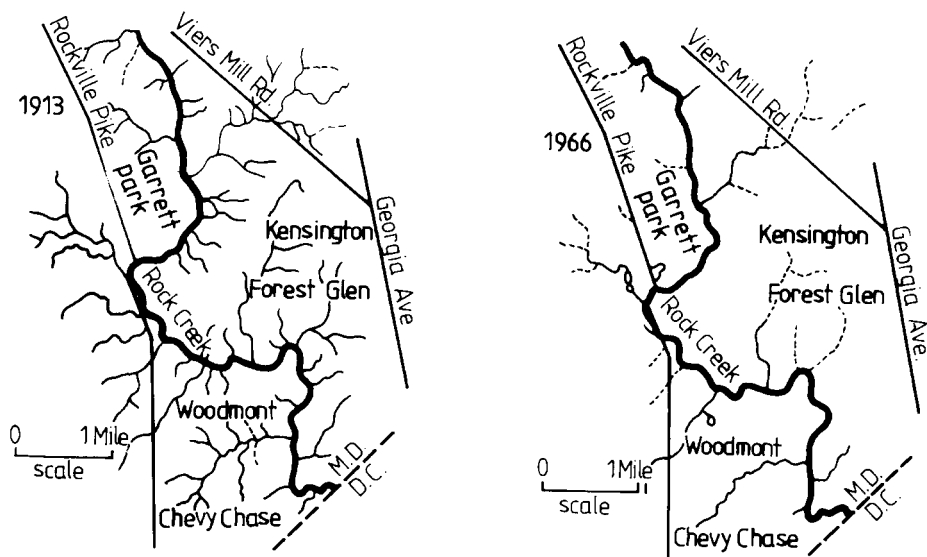 Rockville Pike
Viers Mill Rd.
1913
Garrett
park
Kensington
Georgia Ave
Forest Glen
Rock Creek
Woodmont
0 1 Mile
scale
M.D.
D.C.
Chevy Chase
Rockville Pike
Viers Mill Rd.
1966
Garrett
park
Kensington
Georgia Ave.
Forest Glen
Rock Creek
Woodmont
0 1 Mile
scale
M.D.
D.C.
Chevy Chase